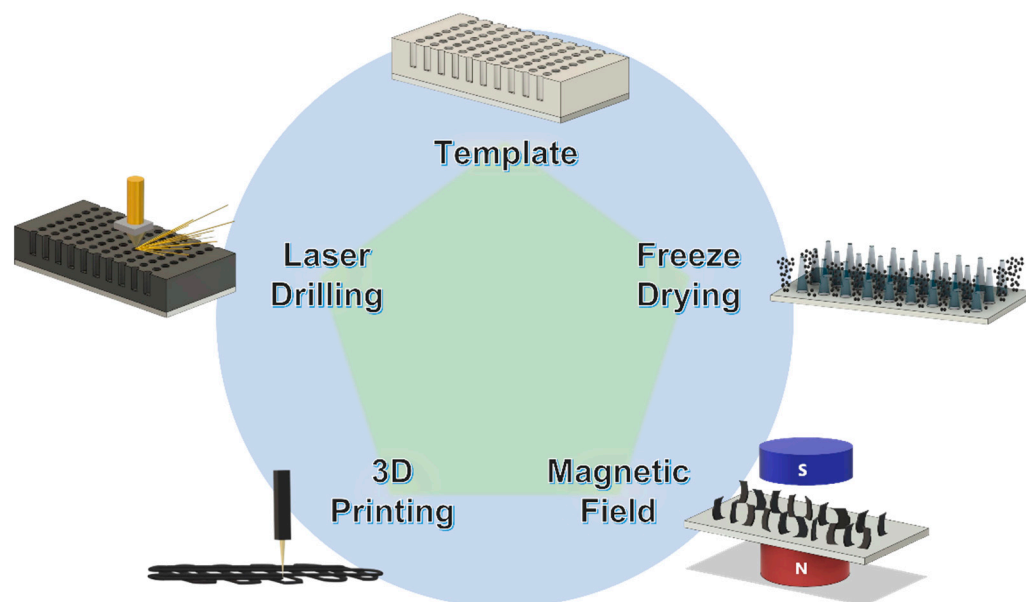 Template
Laser
Drilling
Freeze
Drying
3D
Printing
Magnetic
Field
S
N